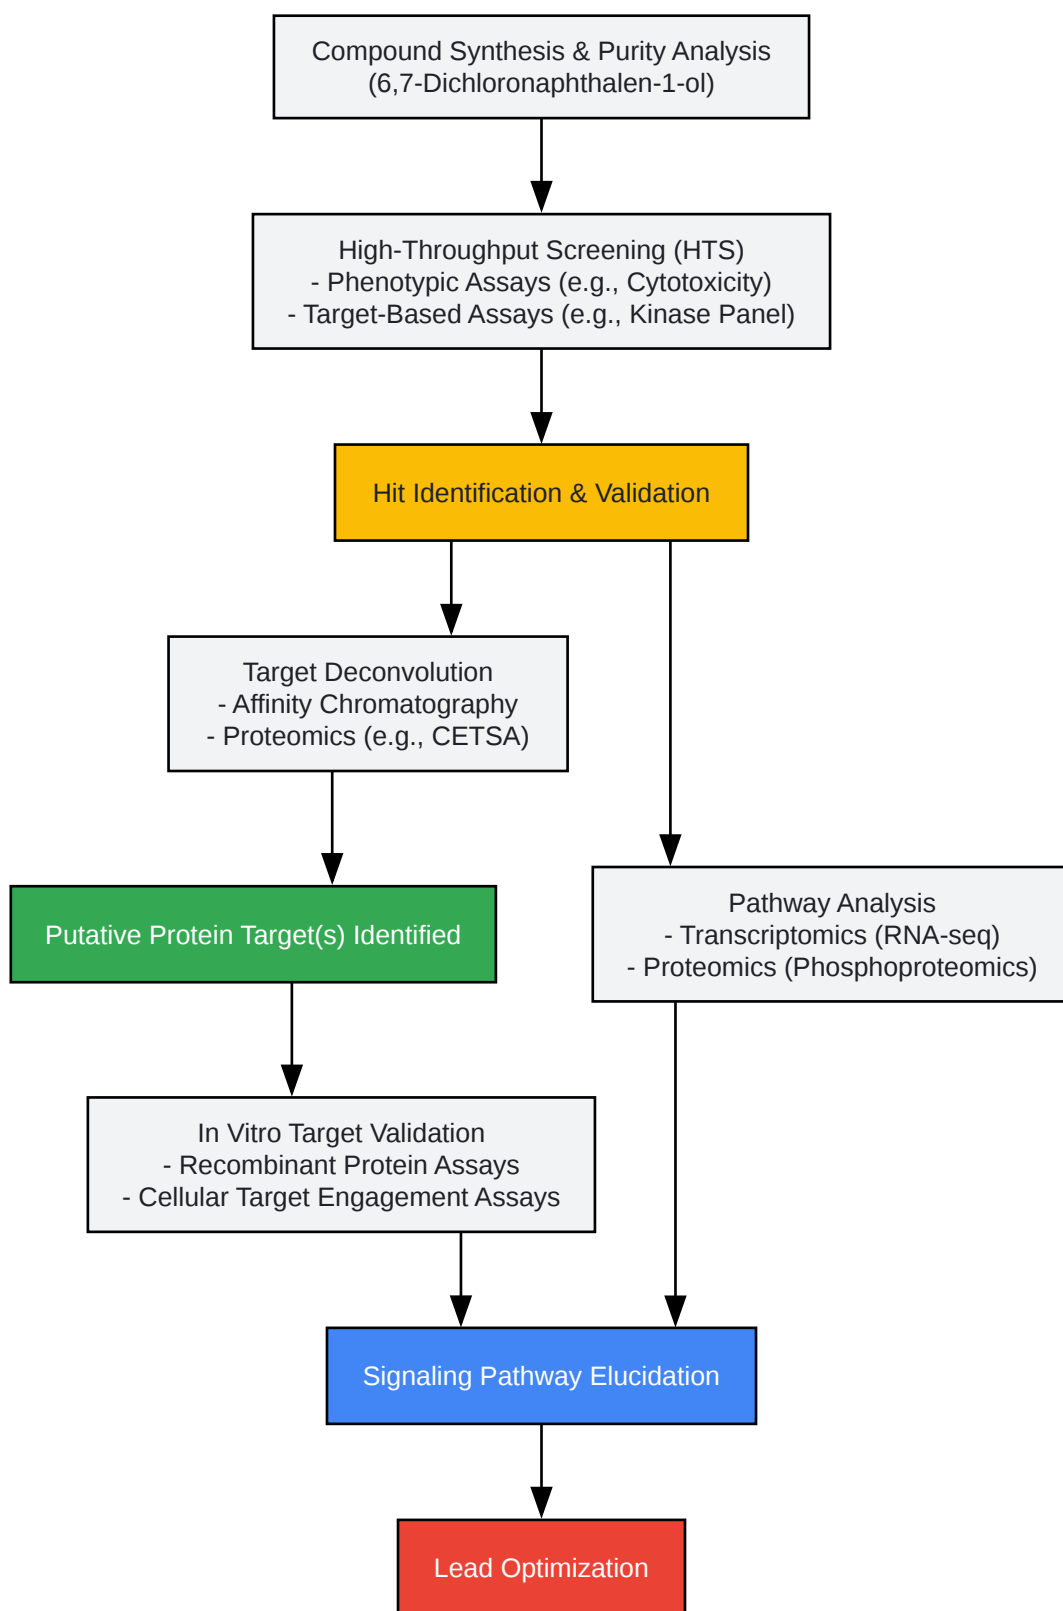 Compound Synthesis & Purity Analysis
(6,7-Dichloronaphthalen-1-ol)
High-Throughput Screening (HTS)
- Phenotypic Assays (e.g., Cytotoxicity)
- Target-Based Assays (e.g., Kinase Panel)
Hit Identification & Validation
Target Deconvolution
- Affinity Chromatography
- Proteomics (e.g., CETSA)
Putative Protein Target(s) Identified
Pathway Analysis
- Transcriptomics (RNA-seq)
- Proteomics (Phosphoproteomics)
In Vitro Target Validation
- Recombinant Protein Assays
- Cellular Target Engagement Assays
Signaling Pathway Elucidation
Lead Optimization